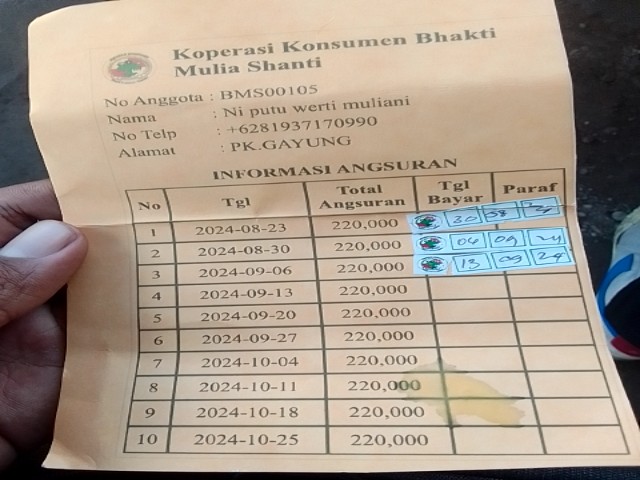 Koperasi Konsumen Bhakti
Mulia Shanti
No Anggota : BMS00105
Nama : Ni putu werti muliani
No Telp : +6281937170990
Alamat : PK.GAYUNG
INFORMASI ANGSURAN
No Tgl Total Angsuran Tgl Bayar Paraf
1 2024-08-23 220,000 30 08 24
2 2024-08-30 220,000 06 09 24
3 2024-09-06 220,000 13 09 24
4 2024-09-13 220,000
5 2024-09-20 220,000
6 2024-09-27 220,000
7 2024-10-04 220,000
8 2024-10-11 220,000
9 2024-10-18 220,000
10 2024-10-25 220,000